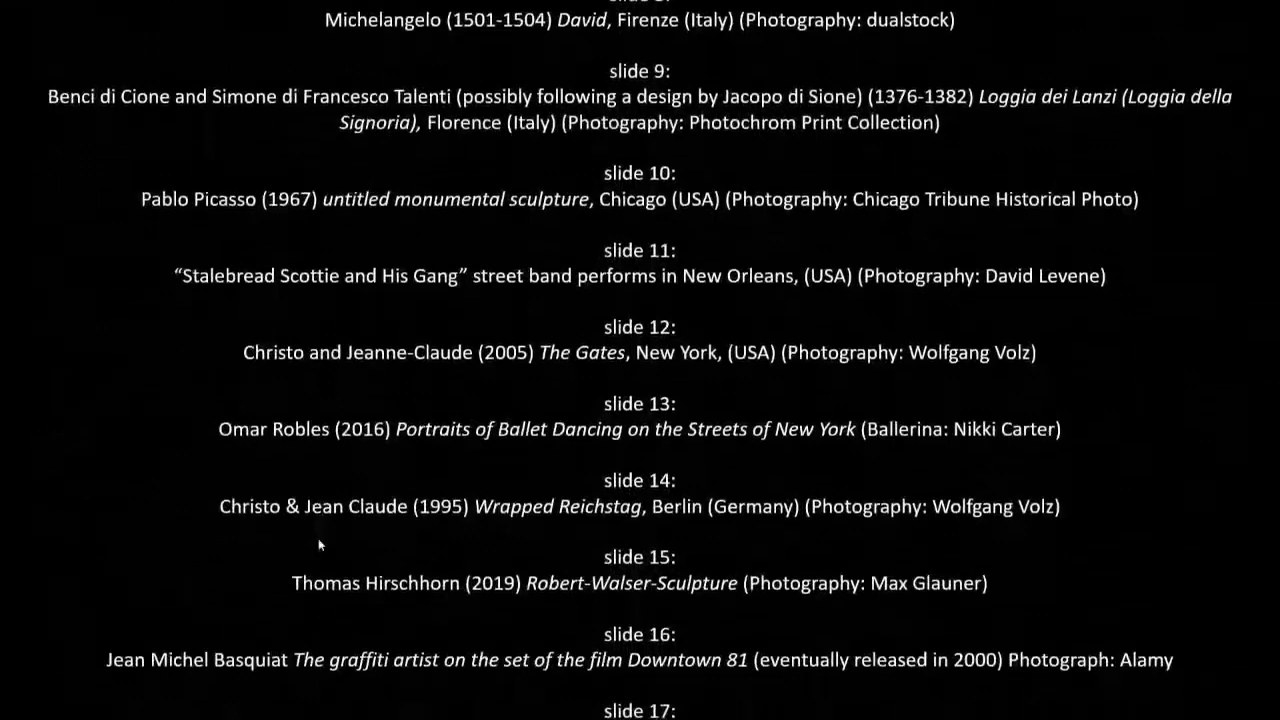 Michelangelo (1501-1504) David, Firenze (Italy) (Photography: dualstock)
slide 9:
Benci di Cione and Simone di Francesco Talenti (possibly following a design by Jacopo di Sione) (1376-1382) Loggia dei Lanzi (Loggia della
Signoria), Florence (Italy) (Photography: Photochrom Print Collection)
slide 10:
Pablo Picasso (1967) untitled monumental sculpture, Chicago (USA) (Photography: Chicago Tribune Historical Photo)
slide 11:
“Stalebread Scottie and His Gang” street band performs in New Orleans, (USA) (Photography: David Levene)
slide 12:
Christo and Jeanne-Claude (2005) The Gates, New York, (USA) (Photography: Wolfgang Volz)
slide 13:
Omar Robles (2016) Portraits of Ballet Dancing on the Streets of New York (Ballerina: Nikki Carter)
slide 14:
Christo & Jean Claude (1995) Wrapped Reichstag, Berlin (Germany) (Photography: Wolfgang Volz)
slide 15:
Thomas Hirschhorn (2019) Robert-Walser-Sculpture (Photography: Max Glauner)
slide 16:
Jean Michel Basquiat The graffiti artist on the set of the film Downtown 81 (eventually released in 2000) Photograph: Alamy
slide 17: